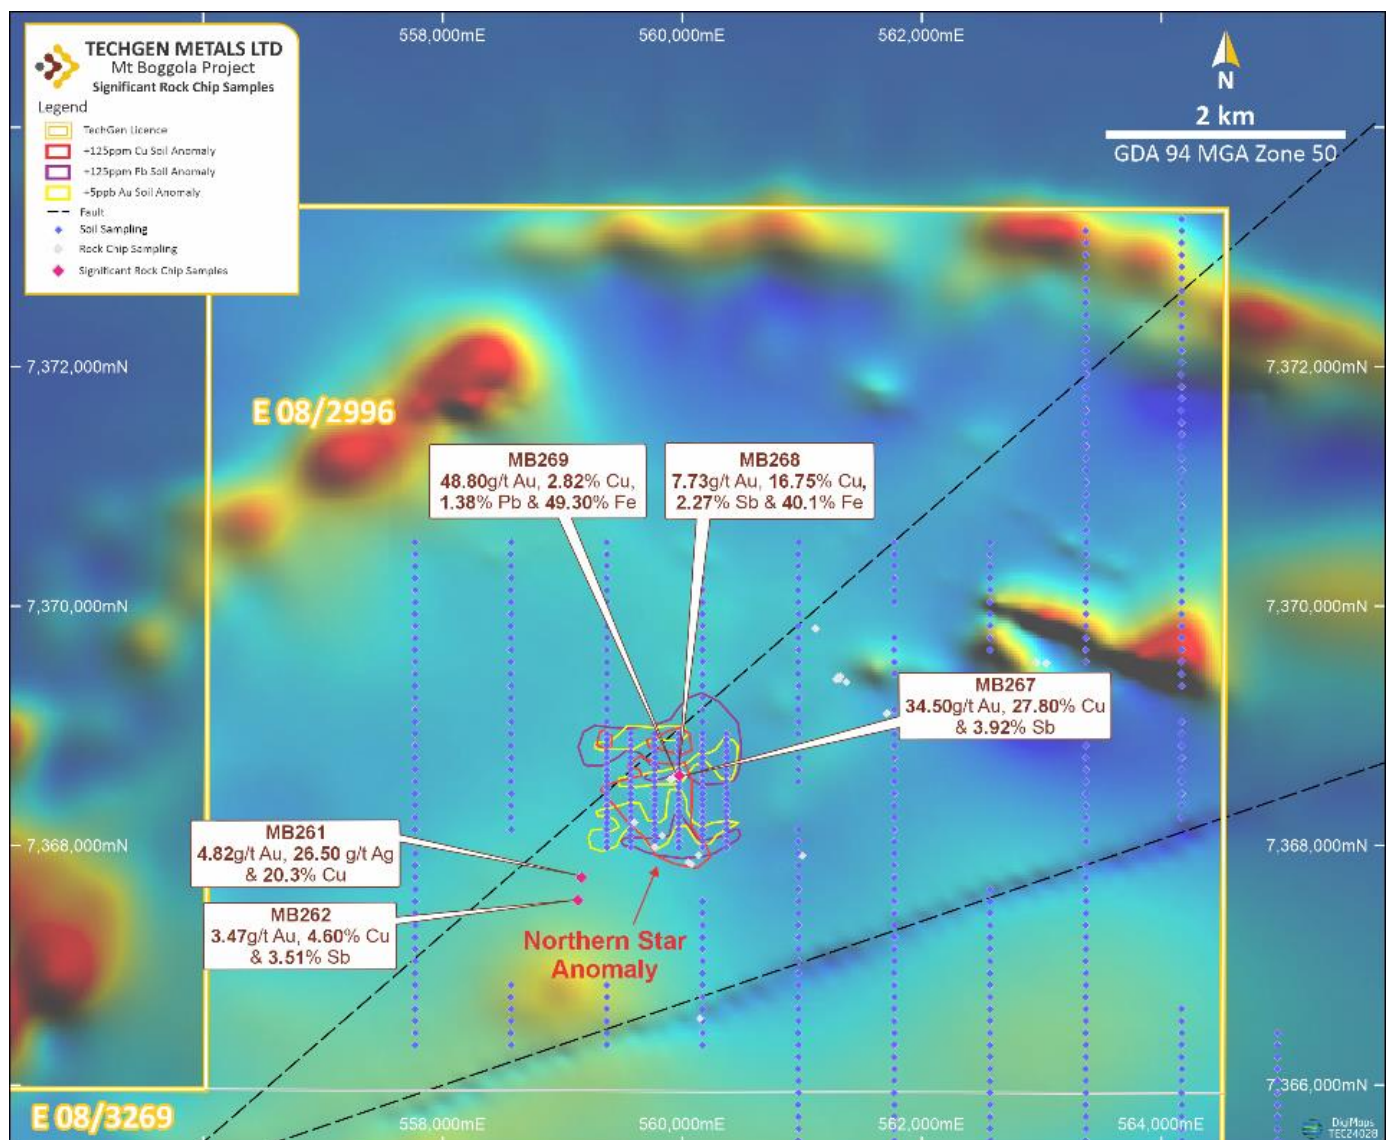 558,000mE
560,000mE
562,000mE
TECHGEN METALS LTD
Mt Boggola Project
Significant Rock Chip Samples
Legend
TechGen Licence
+125ppm Cu Soil Anomaly
+125ppm Pb Soil Anomaly
+5ppb Au Soil Anomaly
Fault
Soil Sampling
Rock Chip Sampling
Significant Rock Chip Samples
N
2 km
GDA 94 MGA Zone 50
7,372,000mN
7,372,000mN
E 08/2996
MB269
48.80g/t Au, 2.82% Cu,
1.38% Pb & 49.30% Fe
MB268
7.73g/t Au, 16.75% Cu,
2.27% Sb & 40.1% Fe
7,370,000mN
7,370,000mN
MB267
34.50g/t Au, 27.80% Cu
& 3.92% Sb
MB261
4.82g/t Au, 26.50 g/t Ag
& 20.3% Cu
7,368,000mN
7,368,000mN
MB262
3.47g/t Au, 4.60% Cu
& 3.51% Sb
Northern Star
Anomaly
7,366,000mN
E 08/3269
558,000mE
560,000mE
562,000mE
564,000mE
DigiMaps
TEC24028